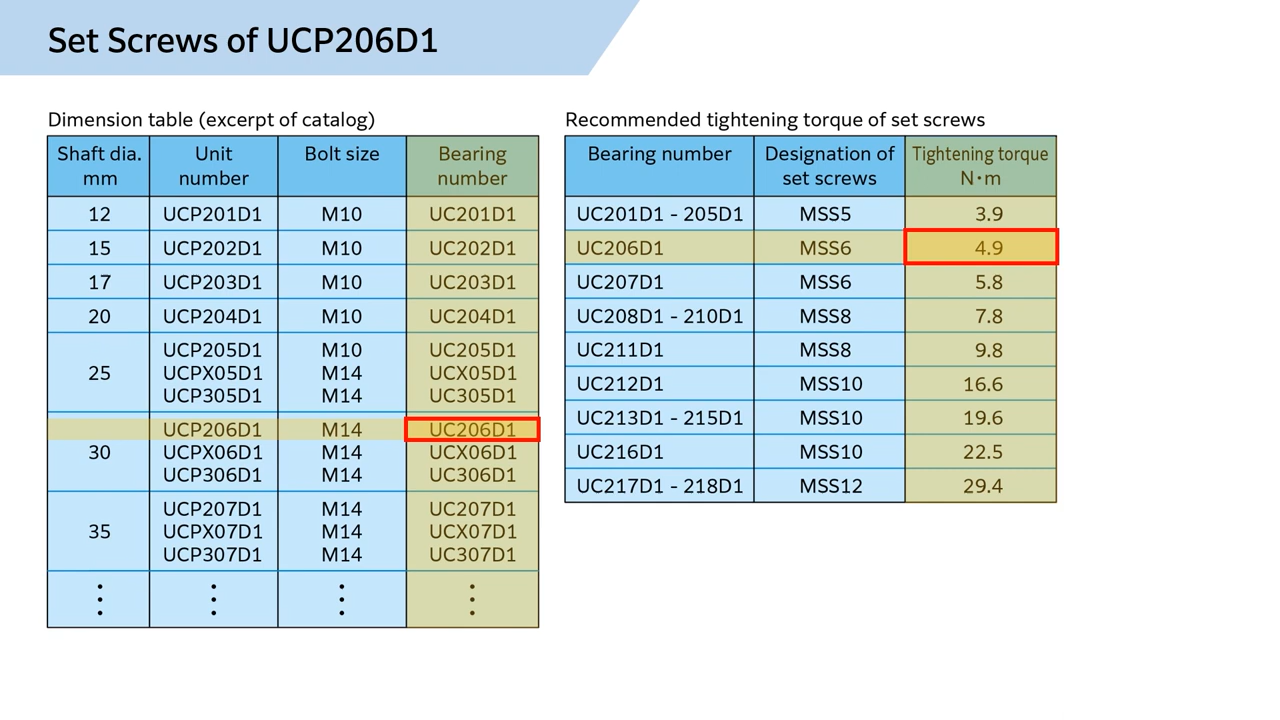 Set Screws of UCP206D1
Dimension table (excerpt of catalog)
Shaft dia. mm Unit number Bolt size Bearing number
12 UCP201D1 M10 UC201D1
15 UCP202D1 M10 UC202D1
17 UCP203D1 M10 UC203D1
20 UCP204D1 M10 UC204D1
25
UCP205D1 M10 UC205D1
UCPX05D1 M14 UCX05D1
UCP305D1 M14 UC305D1
30
UCP206D1 M14 UC206D1
UCPX06D1 M14 UCX06D1
UCP306D1 M14 UC306D1
35
UCP207D1 M14 UC207D1
UCPX07D1 M14 UCX07D1
UCP307D1 M14 UC307D1
⋮ ⋮ ⋮ ⋮
Recommended tightening torque of set screws
Bearing number Designation of set screws Tightening torque N・m
UC201D1 - 205D1 MSS5 3.9
UC206D1 MSS6 4.9
UC207D1 MSS6 5.8
UC208D1 - 210D1 MSS8 7.8
UC211D1 MSS8 9.8
UC212D1 MSS10 16.6
UC213D1 - 215D1 MSS10 19.6
UC216D1 MSS10 22.5
UC217D1 - 218D1 MSS12 29.4